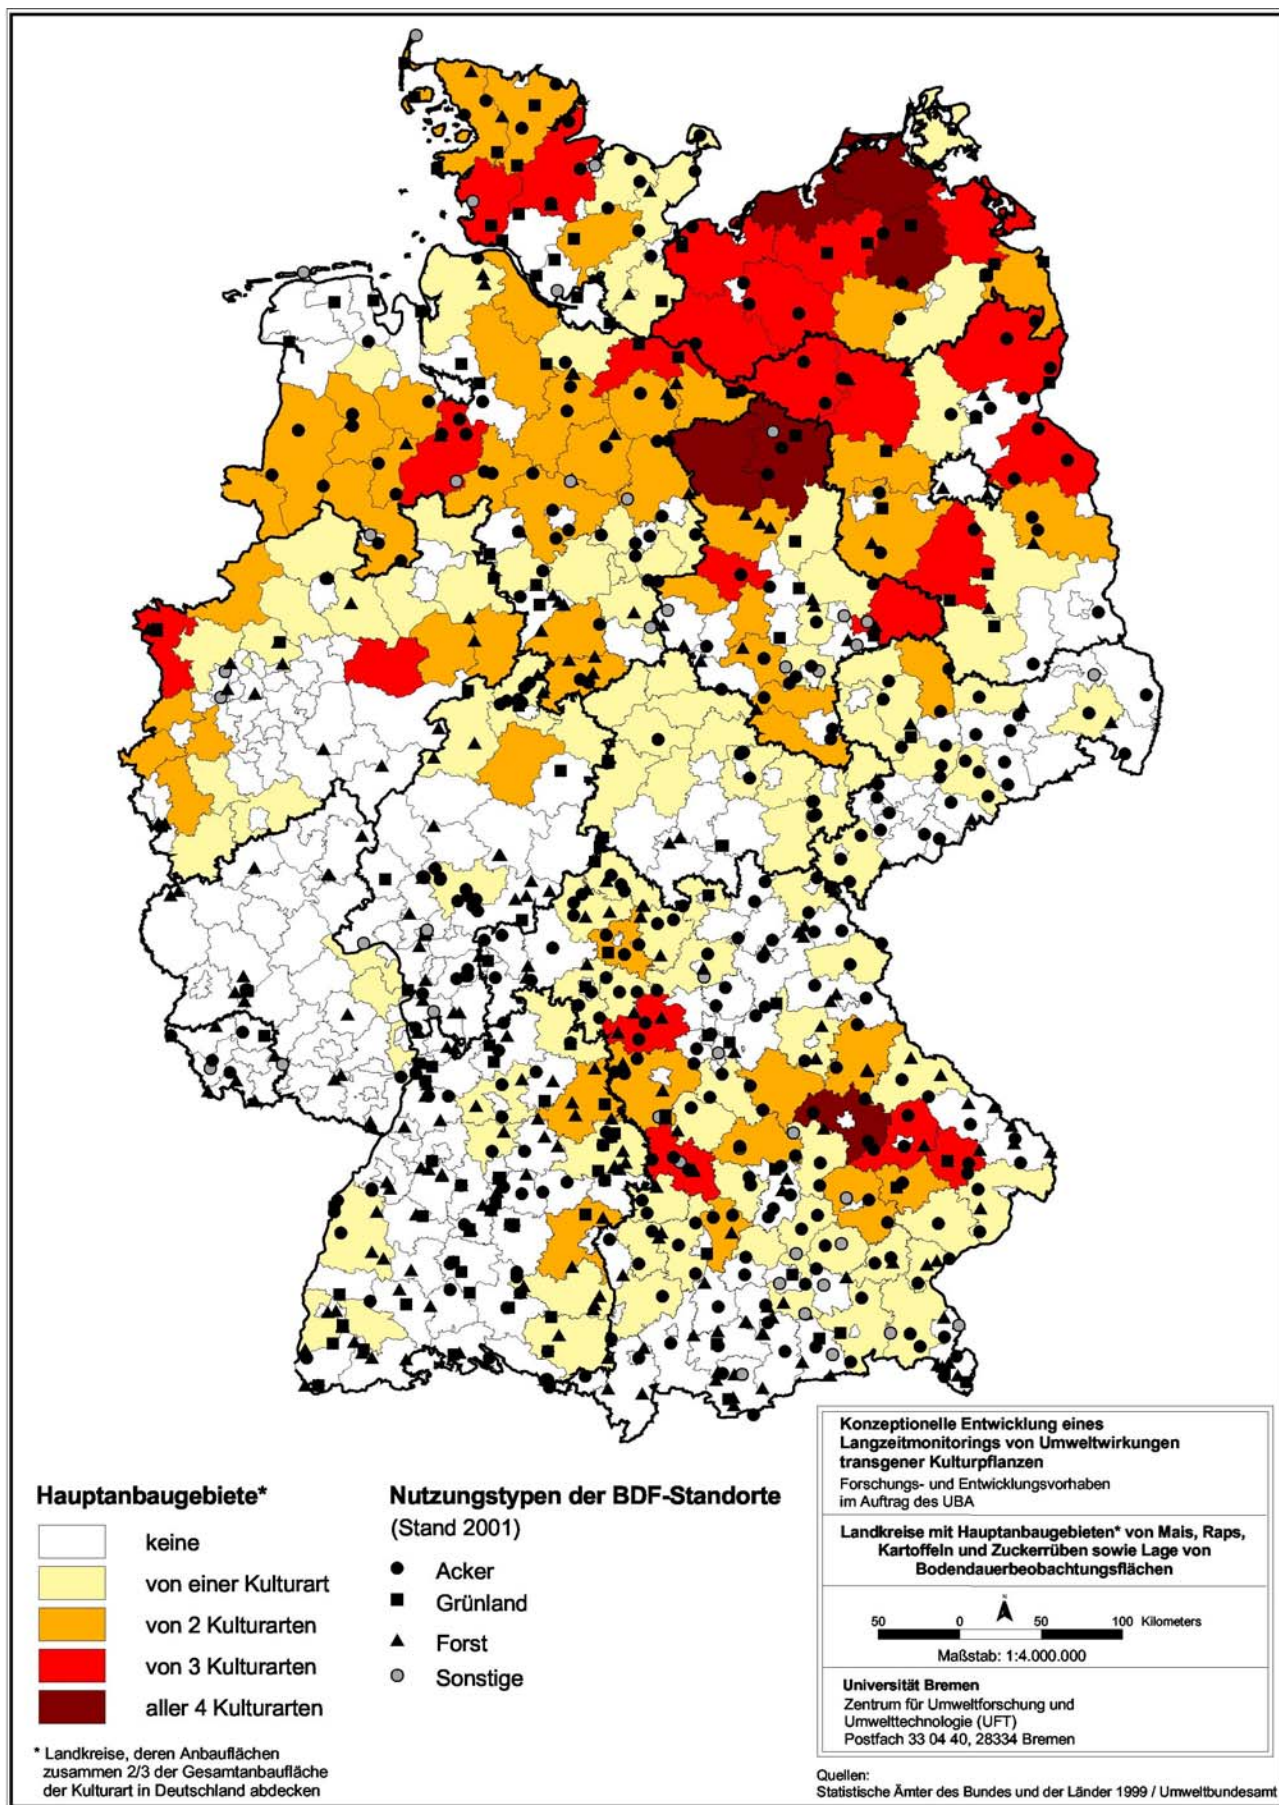 Hauptanbaugebiete*
keine
von einer Kulturart
von 2 Kulturarten
von 3 Kulturarten
aller 4 Kulturarten
* Landkreise, deren Anbauflächen
zusammen 2/3 der Gesamtanbaufläche
der Kulturart in Deutschland abdecken
Nutzungstypen der BDF-Standorte
(Stand 2001)
Acker
Grünland
Forst
Sonstige
Konzeptionelle Entwicklung eines
Langzeitmonitorings von Umweltwirkungen
transgener Kulturpflanzen
Forschungs- und Entwicklungsvorhaben
im Auftrag des UBA
Landkreise mit Hauptanbaugebieten* von Mais, Raps,
Kartoffeln und Zuckerrüben sowie Lage von
Bodendauerbeobachtungsflächen
N
50 0 50 100 Kilometers
Maßstab: 1:4.000.000
Universität Bremen
Zentrum für Umweltforschung und
Umwelttechnologie (UFT)
Postfach 33 04 40, 28334 Bremen
Quellen:
Statistische Ämter des Bundes und der Länder 1999 / Umweltbundesamt